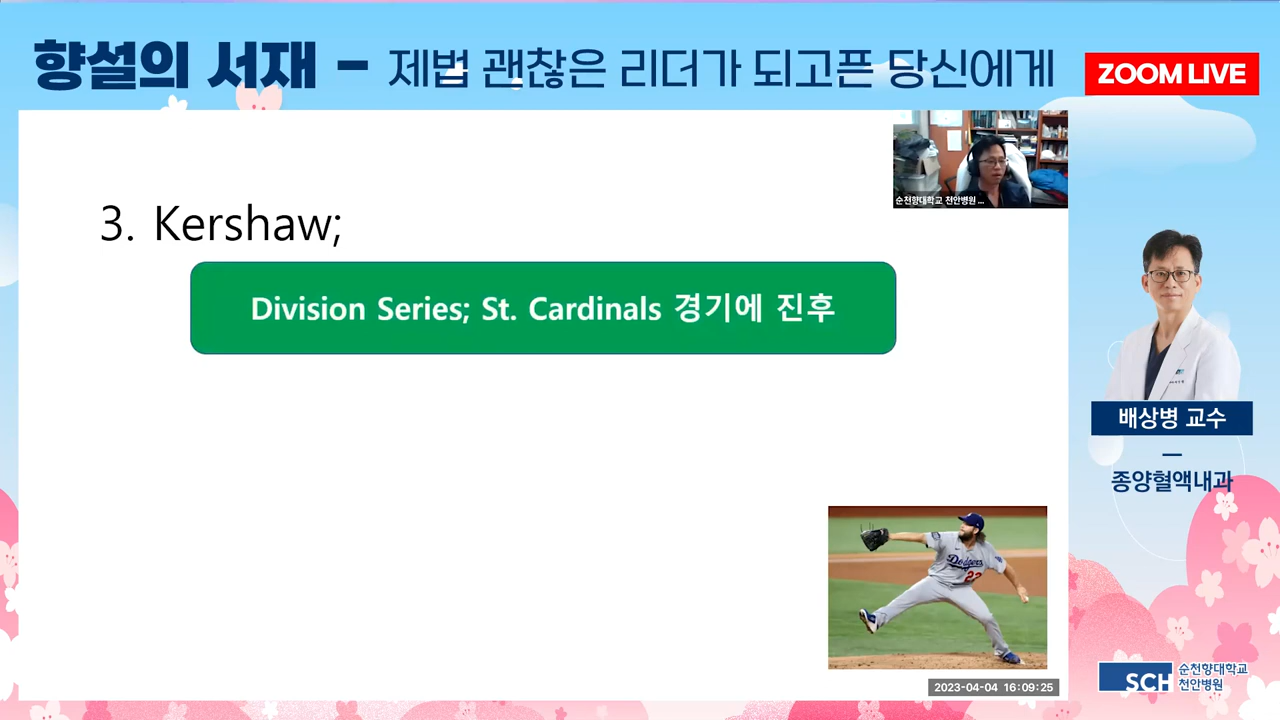 향설의 서재 - 제법 괜찮은 리더가 되고픈 당신에게
ZOOM LIVE
순천향대학교 천안병원 ...
3. Kershaw;
Division Series; St. Cardinals 경기에 진후
배상병 교수
종양혈액내과
Dodgers
22
2023-04-04 16:09:25
SCH 순천향대학교
천안병원